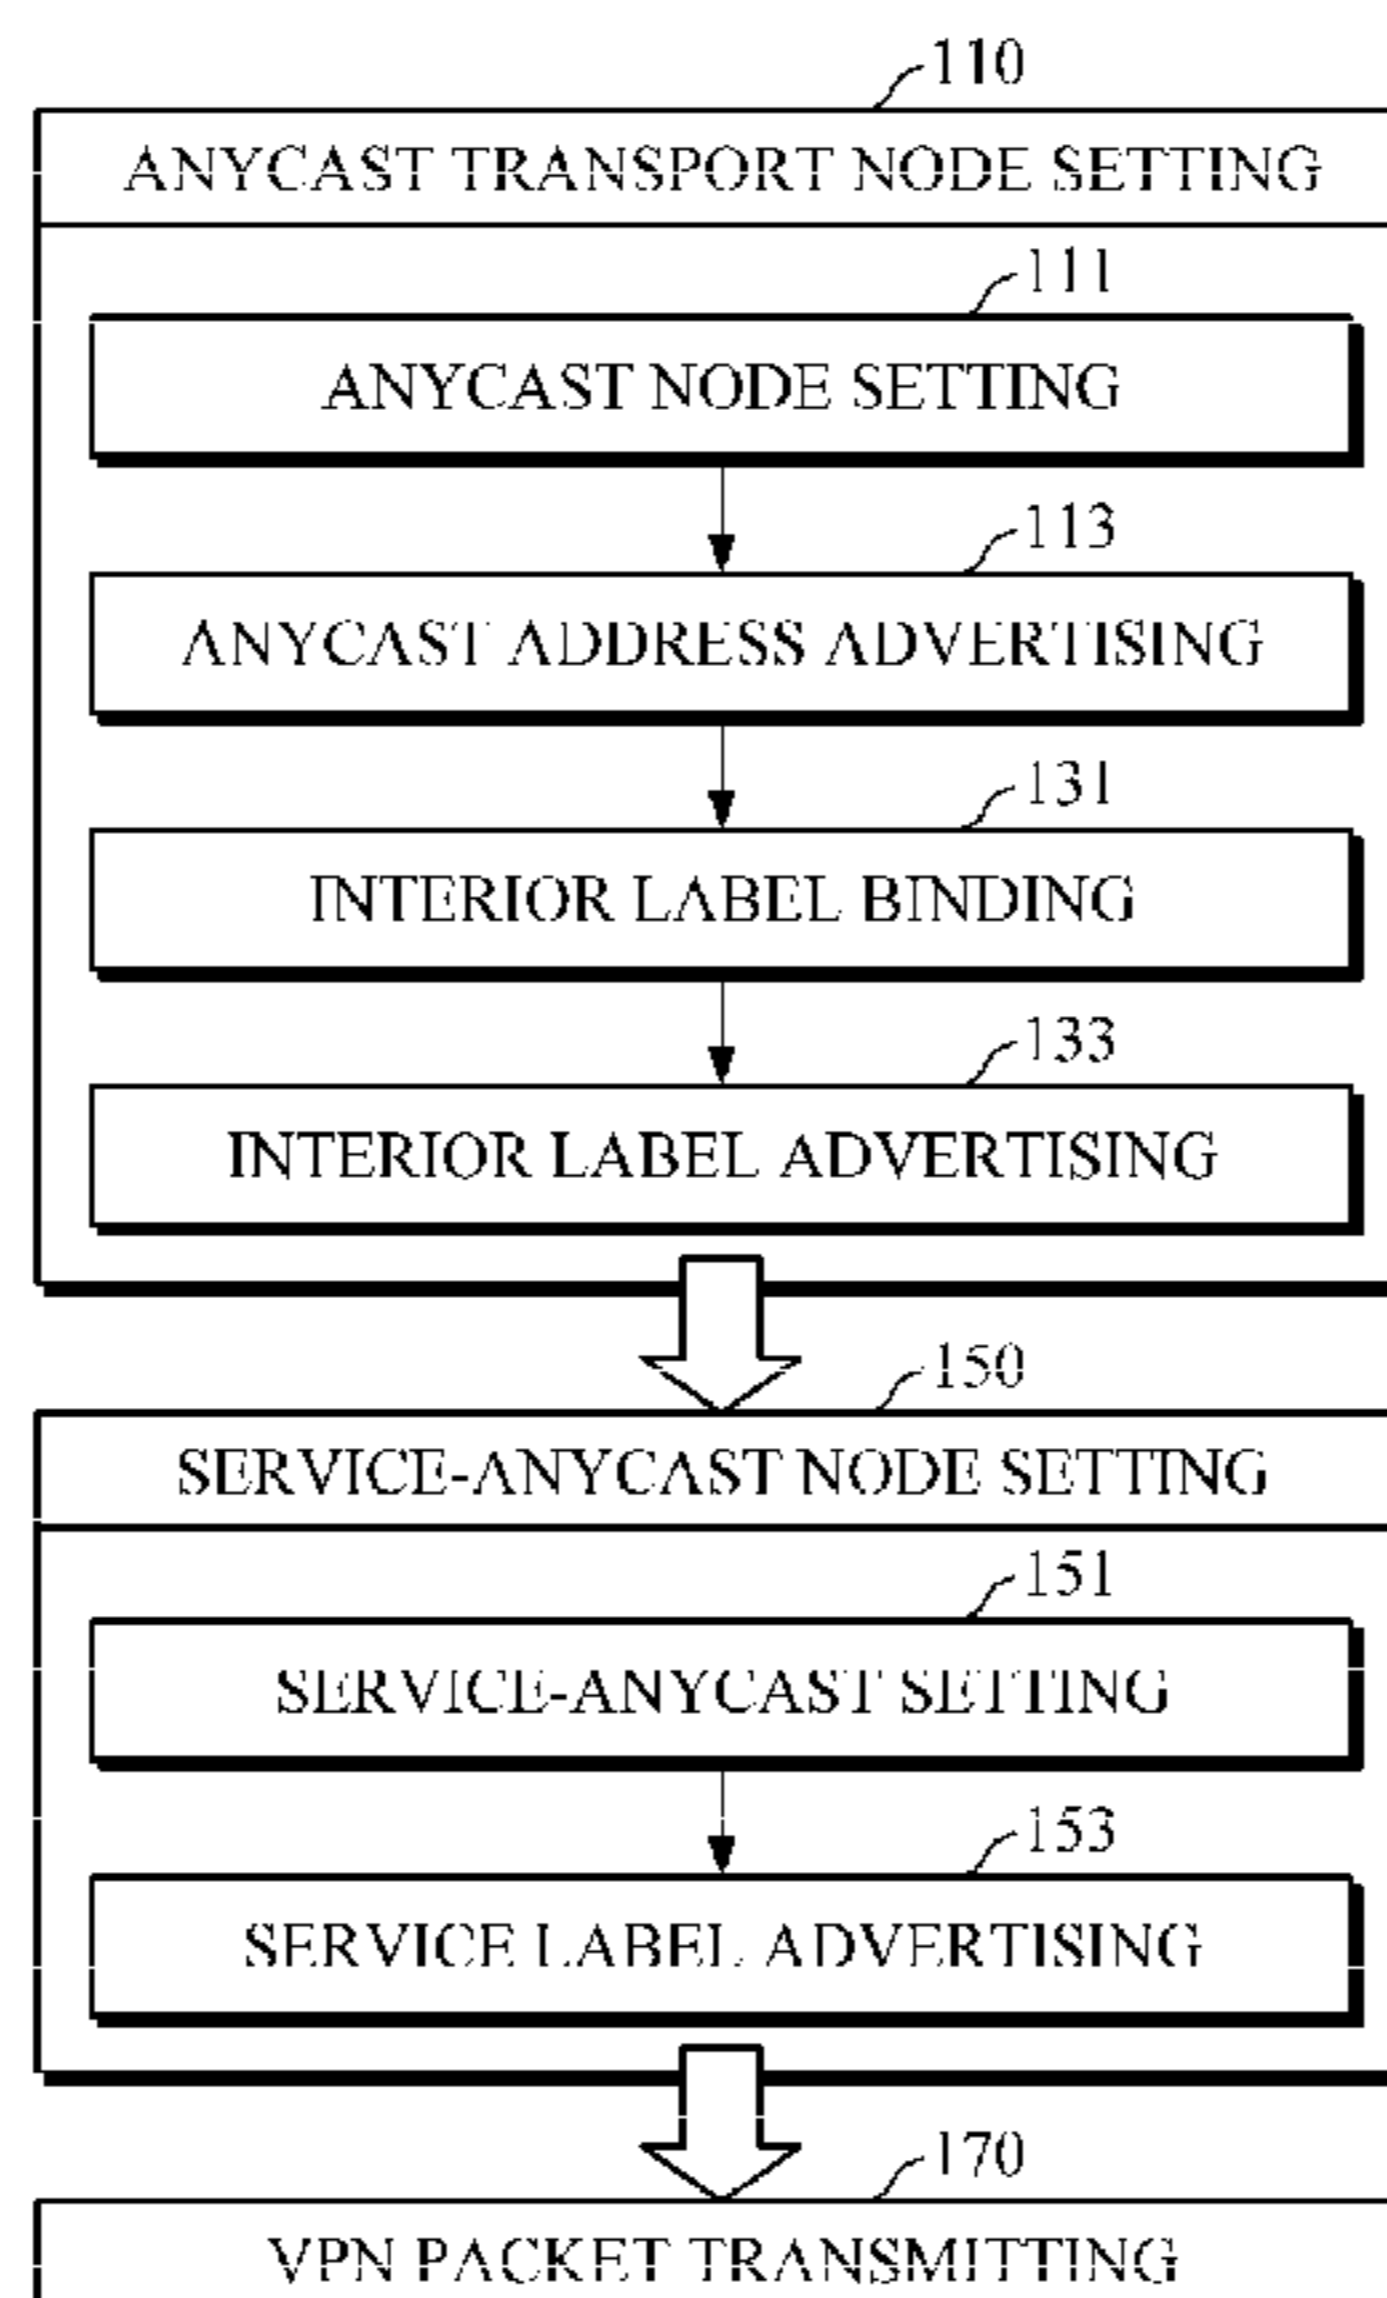 110
ANYCAST TRANSPORT NODE SETTING
111
ANYCAST NODE SETTING
113
ANYCAST ADDRESS ADVERTISING
131
INTERIOR LABEL BINDING
133
INTERIOR LABEL ADVERTISING
150
SERVICE-ANYCAST NODE SETTING
151
SERVICE-ANYCAST SETTING
153
SERVICE LABEL ADVERTISING
170
VPN PACKET TRANSMITTING